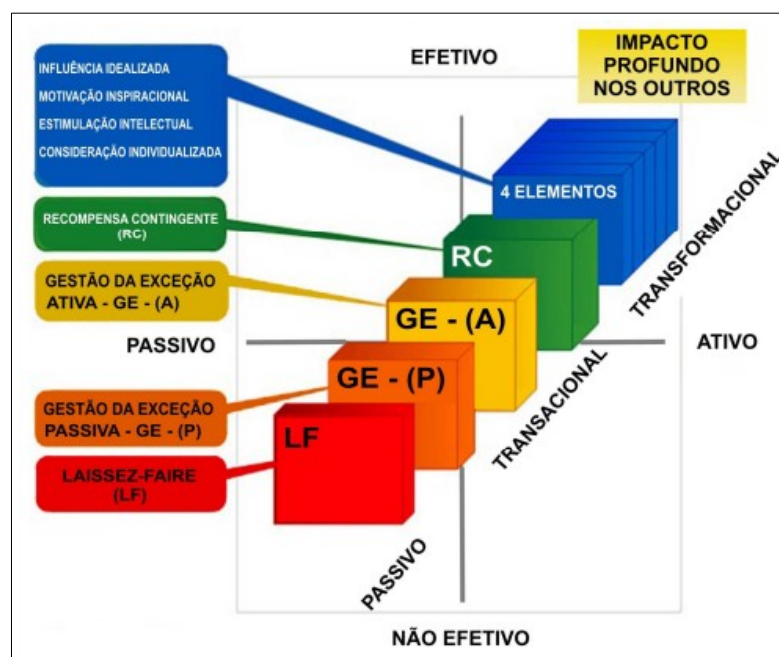 INFLUÊNCIA IDEALIZADA
MOTIVAÇÃO INSPIRACIONAL
ESTIMULAÇÃO INTELECTUAL
CONSIDERAÇÃO INDIVIDUALIZADA
EFETIVO
IMPACTO
PROFUNDO
NOS OUTROS
4 ELEMENTOS
TRANSFORMACIONAL
RECOMPENSA CONTINGENTE
(RC)
RC
GESTÃO DA EXCEÇÃO
ATIVA - GE - (A)
GE - (A)
PASSIVO
ATIVO
GE - (P)
TRANSACIONAL
GESTÃO DA EXCEÇÃO
PASSIVA - GE - (P)
LF
LAISSEZ-FAIRE
(LF)
PASSIVO
NÃO EFETIVO